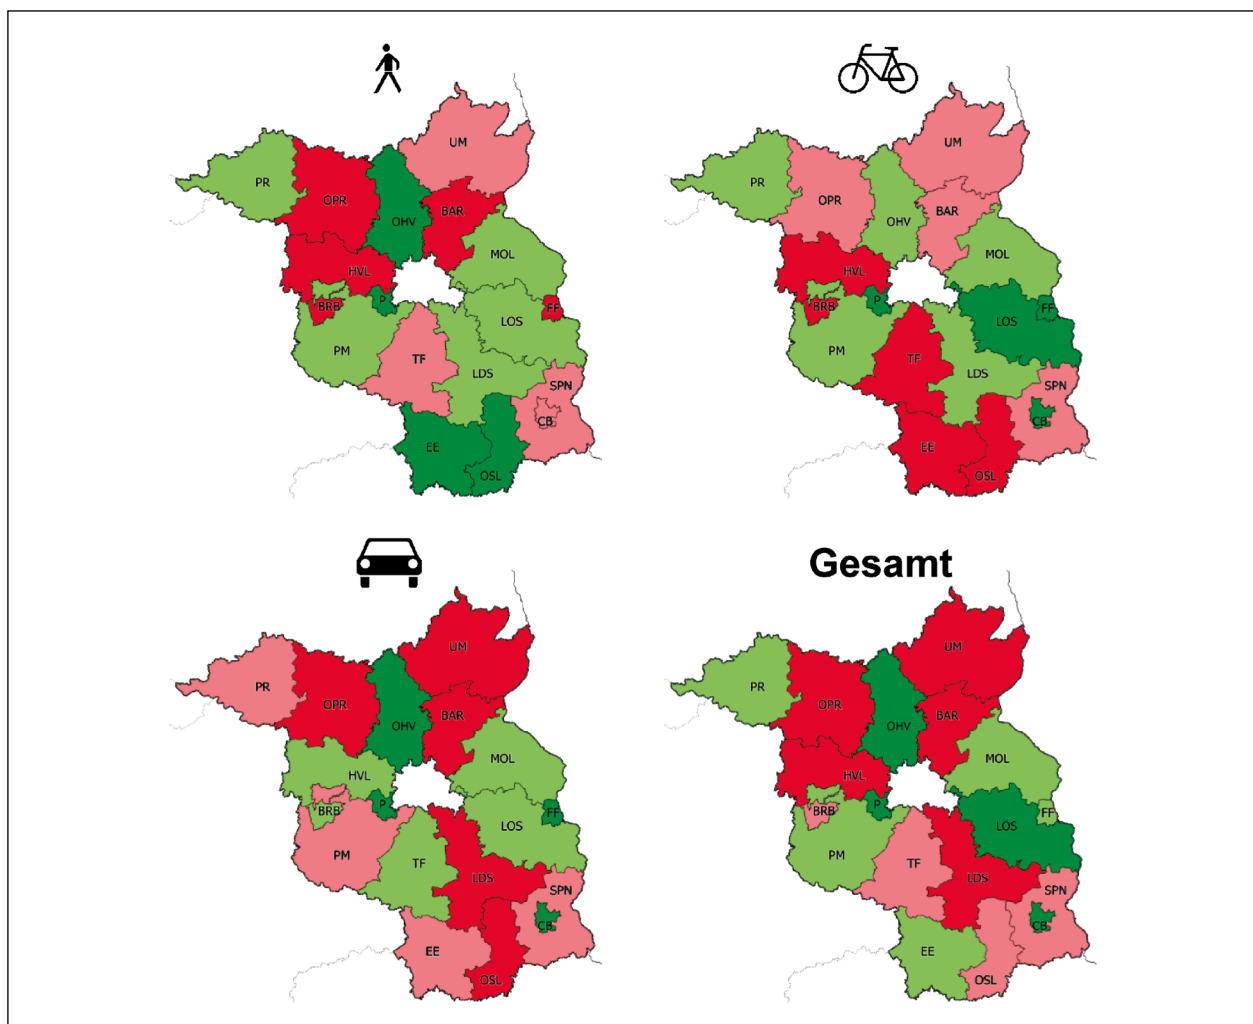 UM
PR
OPR
OHV
BAR
MOL
HVL
P
BRB
FF
LOS
PM
TF
LDS
SPN
CB
EE
OSL
UM
PR
OPR
OHV
BAR
MOL
HVL
P
BRB
FF
LOS
PM
TF
LDS
SPN
CB
EE
OSL
Gesamt
UM
PR
OPR
OHV
BAR
MOL
HVL
P
BRB
FF
LOS
PM
TF
LDS
SPN
CB
EE
OSL
UM
PR
OPR
OHV
BAR
MOL
HVL
P
BRB
FF
LOS
PM
TF
LDS
SPN
CB
EE
OSL